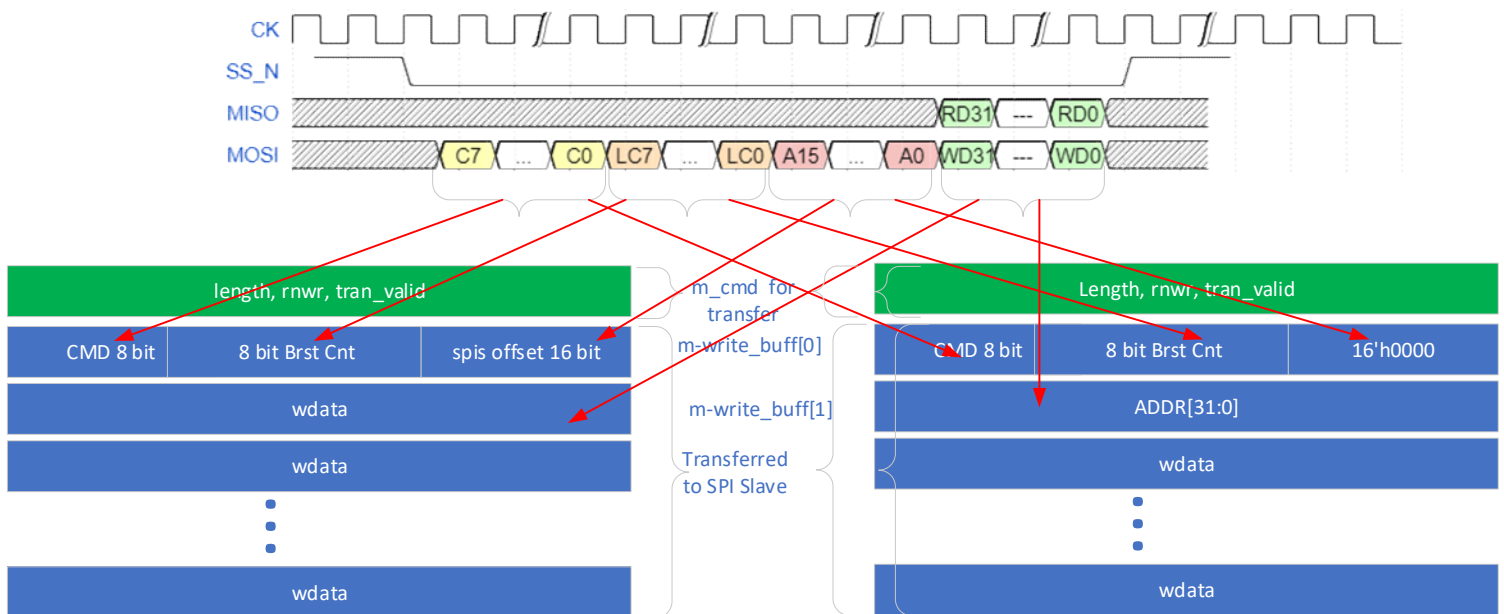 CK
SS_N
MISO
RD31 --- RD0
MOSI
C7 ... C0 LC7 ... LC0 A15 ... A0 WD31 --- WD0
length, rnwr, tran_valid
m_cmd for
transfer
Length, rnwr, tran_valid
CMD 8 bit
8 bit Brst Cnt
spis offset 16 bit
m-write_buff[0]
CMD 8 bit
8 bit Brst Cnt
16'h0000
wdata
m-write_buff[1]
ADDR[31:0]
wdata
Transferred
to SPI Slave
wdata
wdata
wdata